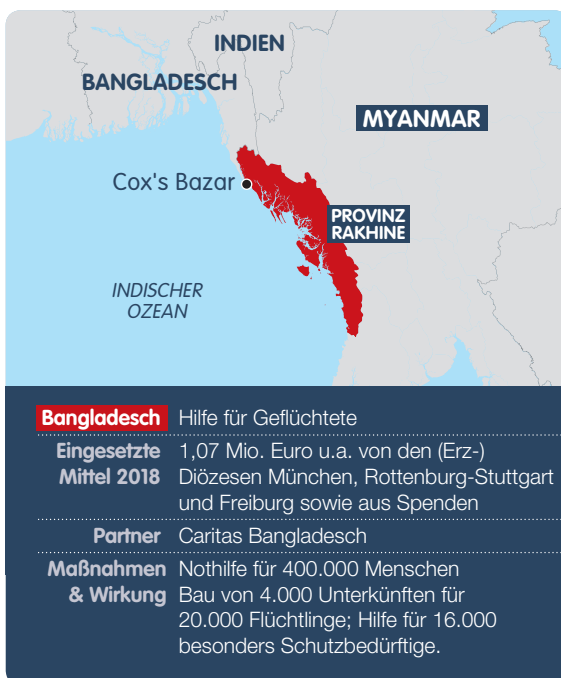 INDIEN
BANGLADESCH
MYANMAR
Cox's Bazar
PROVINZ
RAKHINE
INDISCHER
OZEAN
Bangladesch Hilfe für Geflüchtete
Eingesetzte 1,07 Mio. Euro u.a. von den (Erz-)
Mittel 2018 Diözesen München, Rottenburg-Stuttgart
und Freiburg sowie aus Spenden
Partner Caritas Bangladesch
Maßnahmen Nothilfe für 400.000 Menschen
& Wirkung Bau von 4.000 Unterkünften für
20.000 Flüchtlinge; Hilfe für 16.000
besonders Schutzbedürftige.